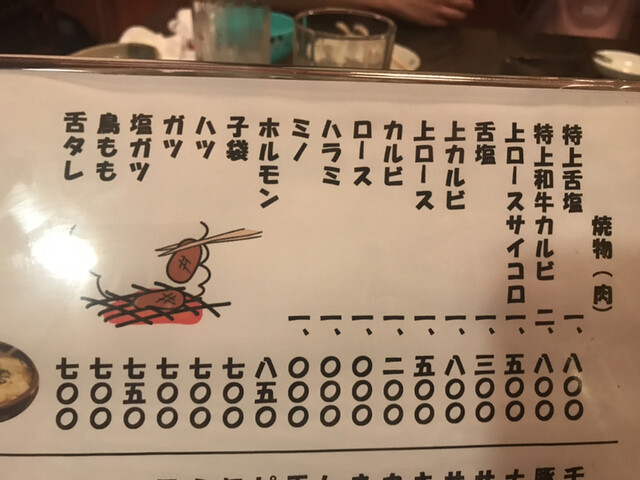 焼物（肉）
特上舌塩 一、八〇〇
特上和牛カルビ 二、八〇〇
上ロースサイコロ 一、五〇〇
舌塩 一、三〇〇
上カルビ 一、八〇〇
上ロース 一、五〇〇
カルビ 一、二〇〇
ロース 一、〇〇〇
ハラミ 一、〇〇〇
ミノ 一、〇〇〇
ホルモン 八五〇
子袋 七〇〇
ハツ 七〇〇
ガツ 七〇〇
塩ガツ 七五〇
鳥もも 七〇〇
舌タレ 七〇〇